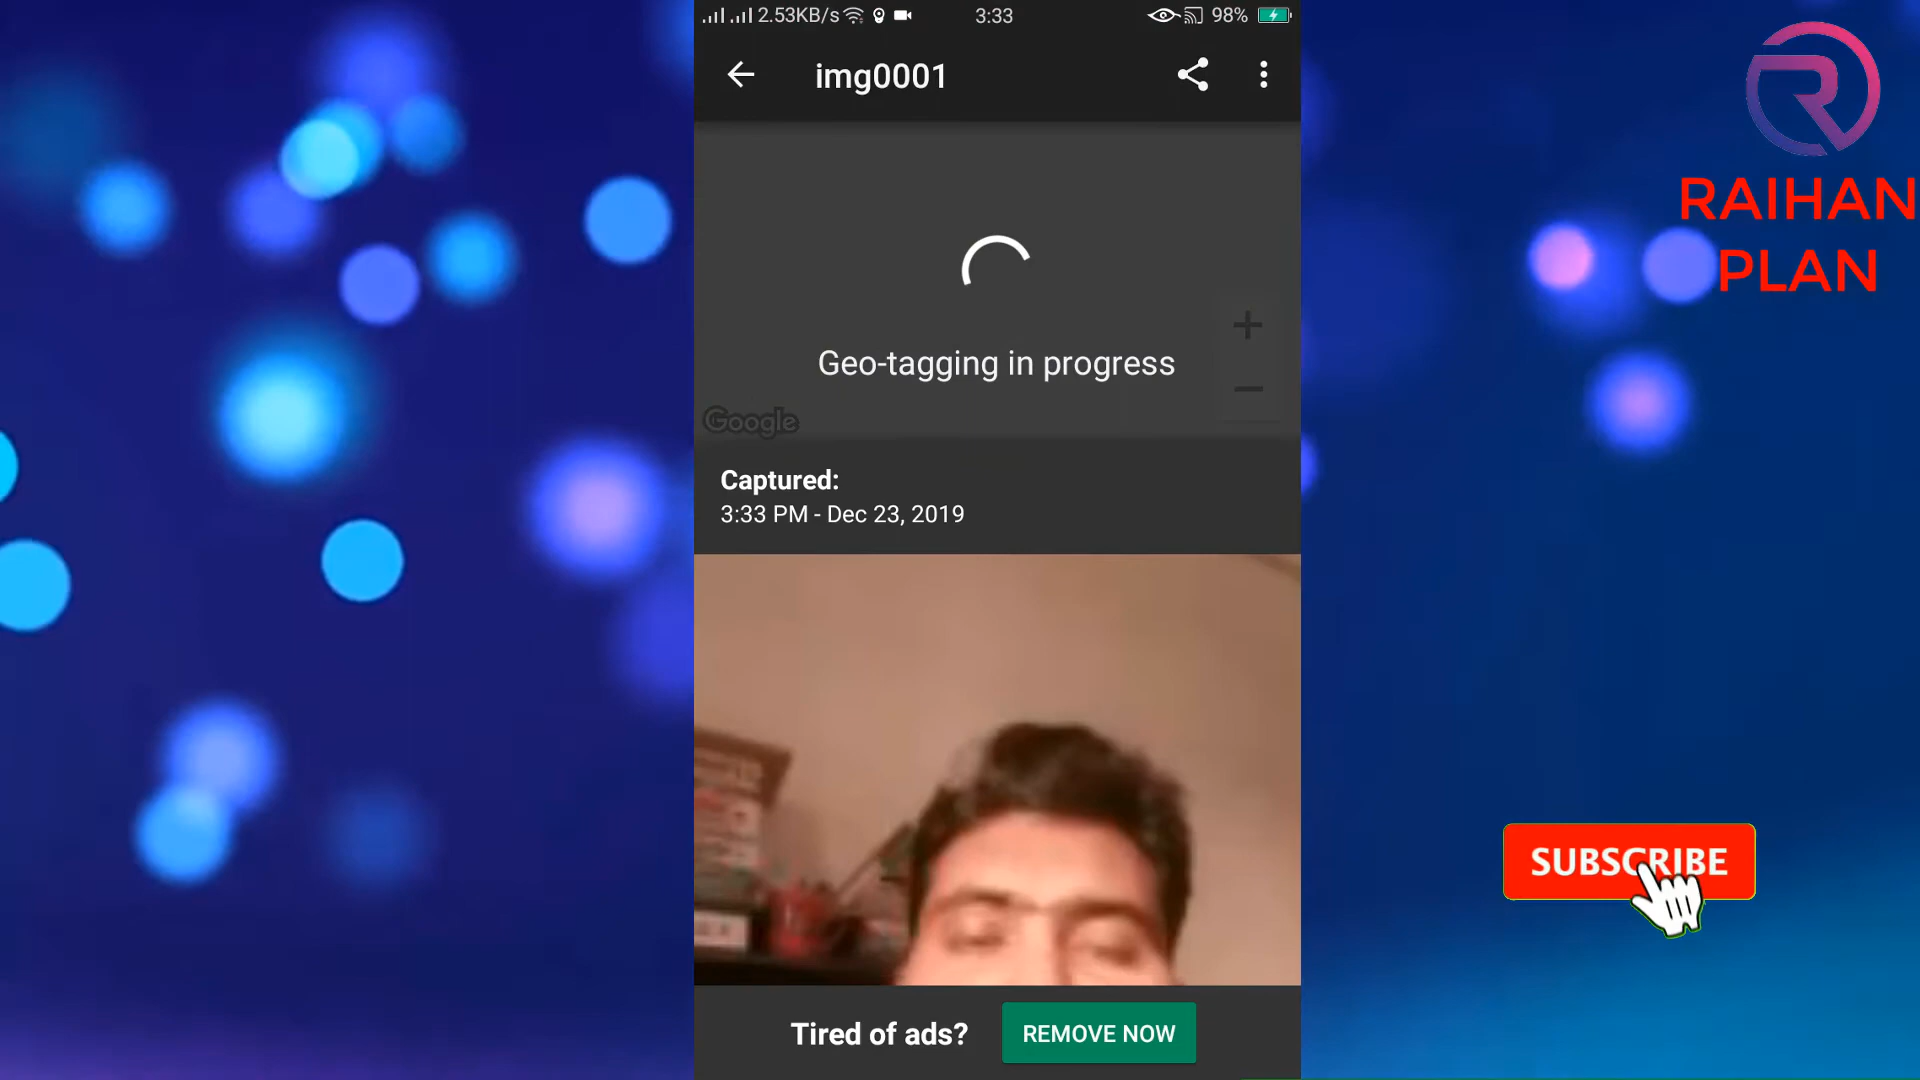 2.53KB/s 3:33 98%
img0001
Geo-tagging in progress
Google
Captured:
3:33 PM - Dec 23, 2019
Tired of ads? REMOVE NOW
R
RAIHAN
PLAN
SUBSCRIBE